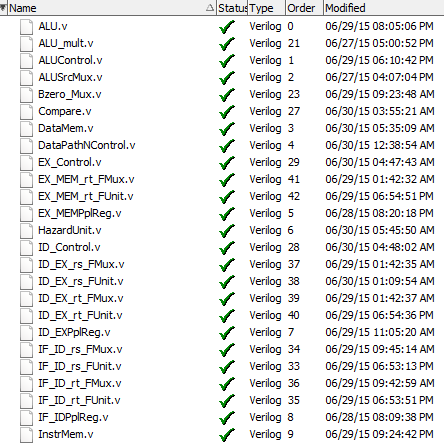 Name Status Type Order Modified
ALU.v Verilog 0 06/29/15 08:05:06 PM
ALU_mult.v Verilog 21 06/27/15 05:00:52 PM
ALUControl.v Verilog 1 06/29/15 06:10:42 PM
ALUSrcMux.v Verilog 2 06/27/15 04:07:04 PM
Bzero_Mux.v Verilog 23 06/29/15 09:23:48 AM
Compare.v Verilog 27 06/30/15 03:55:21 AM
DataMem.v Verilog 3 06/30/15 05:35:09 AM
DataPathNControl.v Verilog 4 06/30/15 12:38:54 AM
EX_Control.v Verilog 29 06/30/15 04:47:43 AM
EX_MEM_rt_FMux.v Verilog 41 06/29/15 01:42:32 AM
EX_MEM_rt_FUnit.v Verilog 42 06/29/15 06:54:51 PM
EX_MEMPplReg.v Verilog 5 06/28/15 08:20:18 PM
HazardUnit.v Verilog 6 06/30/15 05:45:50 AM
ID_Control.v Verilog 28 06/30/15 04:48:02 AM
ID_EX_rs_FMux.v Verilog 37 06/29/15 01:42:35 AM
ID_EX_rs_FUnit.v Verilog 38 06/30/15 01:09:54 AM
ID_EX_rt_FMux.v Verilog 39 06/29/15 01:42:37 AM
ID_EX_rt_FUnit.v Verilog 40 06/29/15 06:54:36 PM
ID_EXPplReg.v Verilog 7 06/29/15 11:05:20 AM
IF_ID_rs_FMux.v Verilog 34 06/29/15 09:45:14 AM
IF_ID_rs_FUnit.v Verilog 33 06/29/15 06:53:13 PM
IF_ID_rt_FMux.v Verilog 36 06/29/15 09:42:59 AM
IF_ID_rt_FUnit.v Verilog 35 06/29/15 06:53:51 PM
IF_IDPplReg.v Verilog 8 06/28/15 08:09:38 PM
InstrMem.v Verilog 9 06/29/15 09:24:42 PM